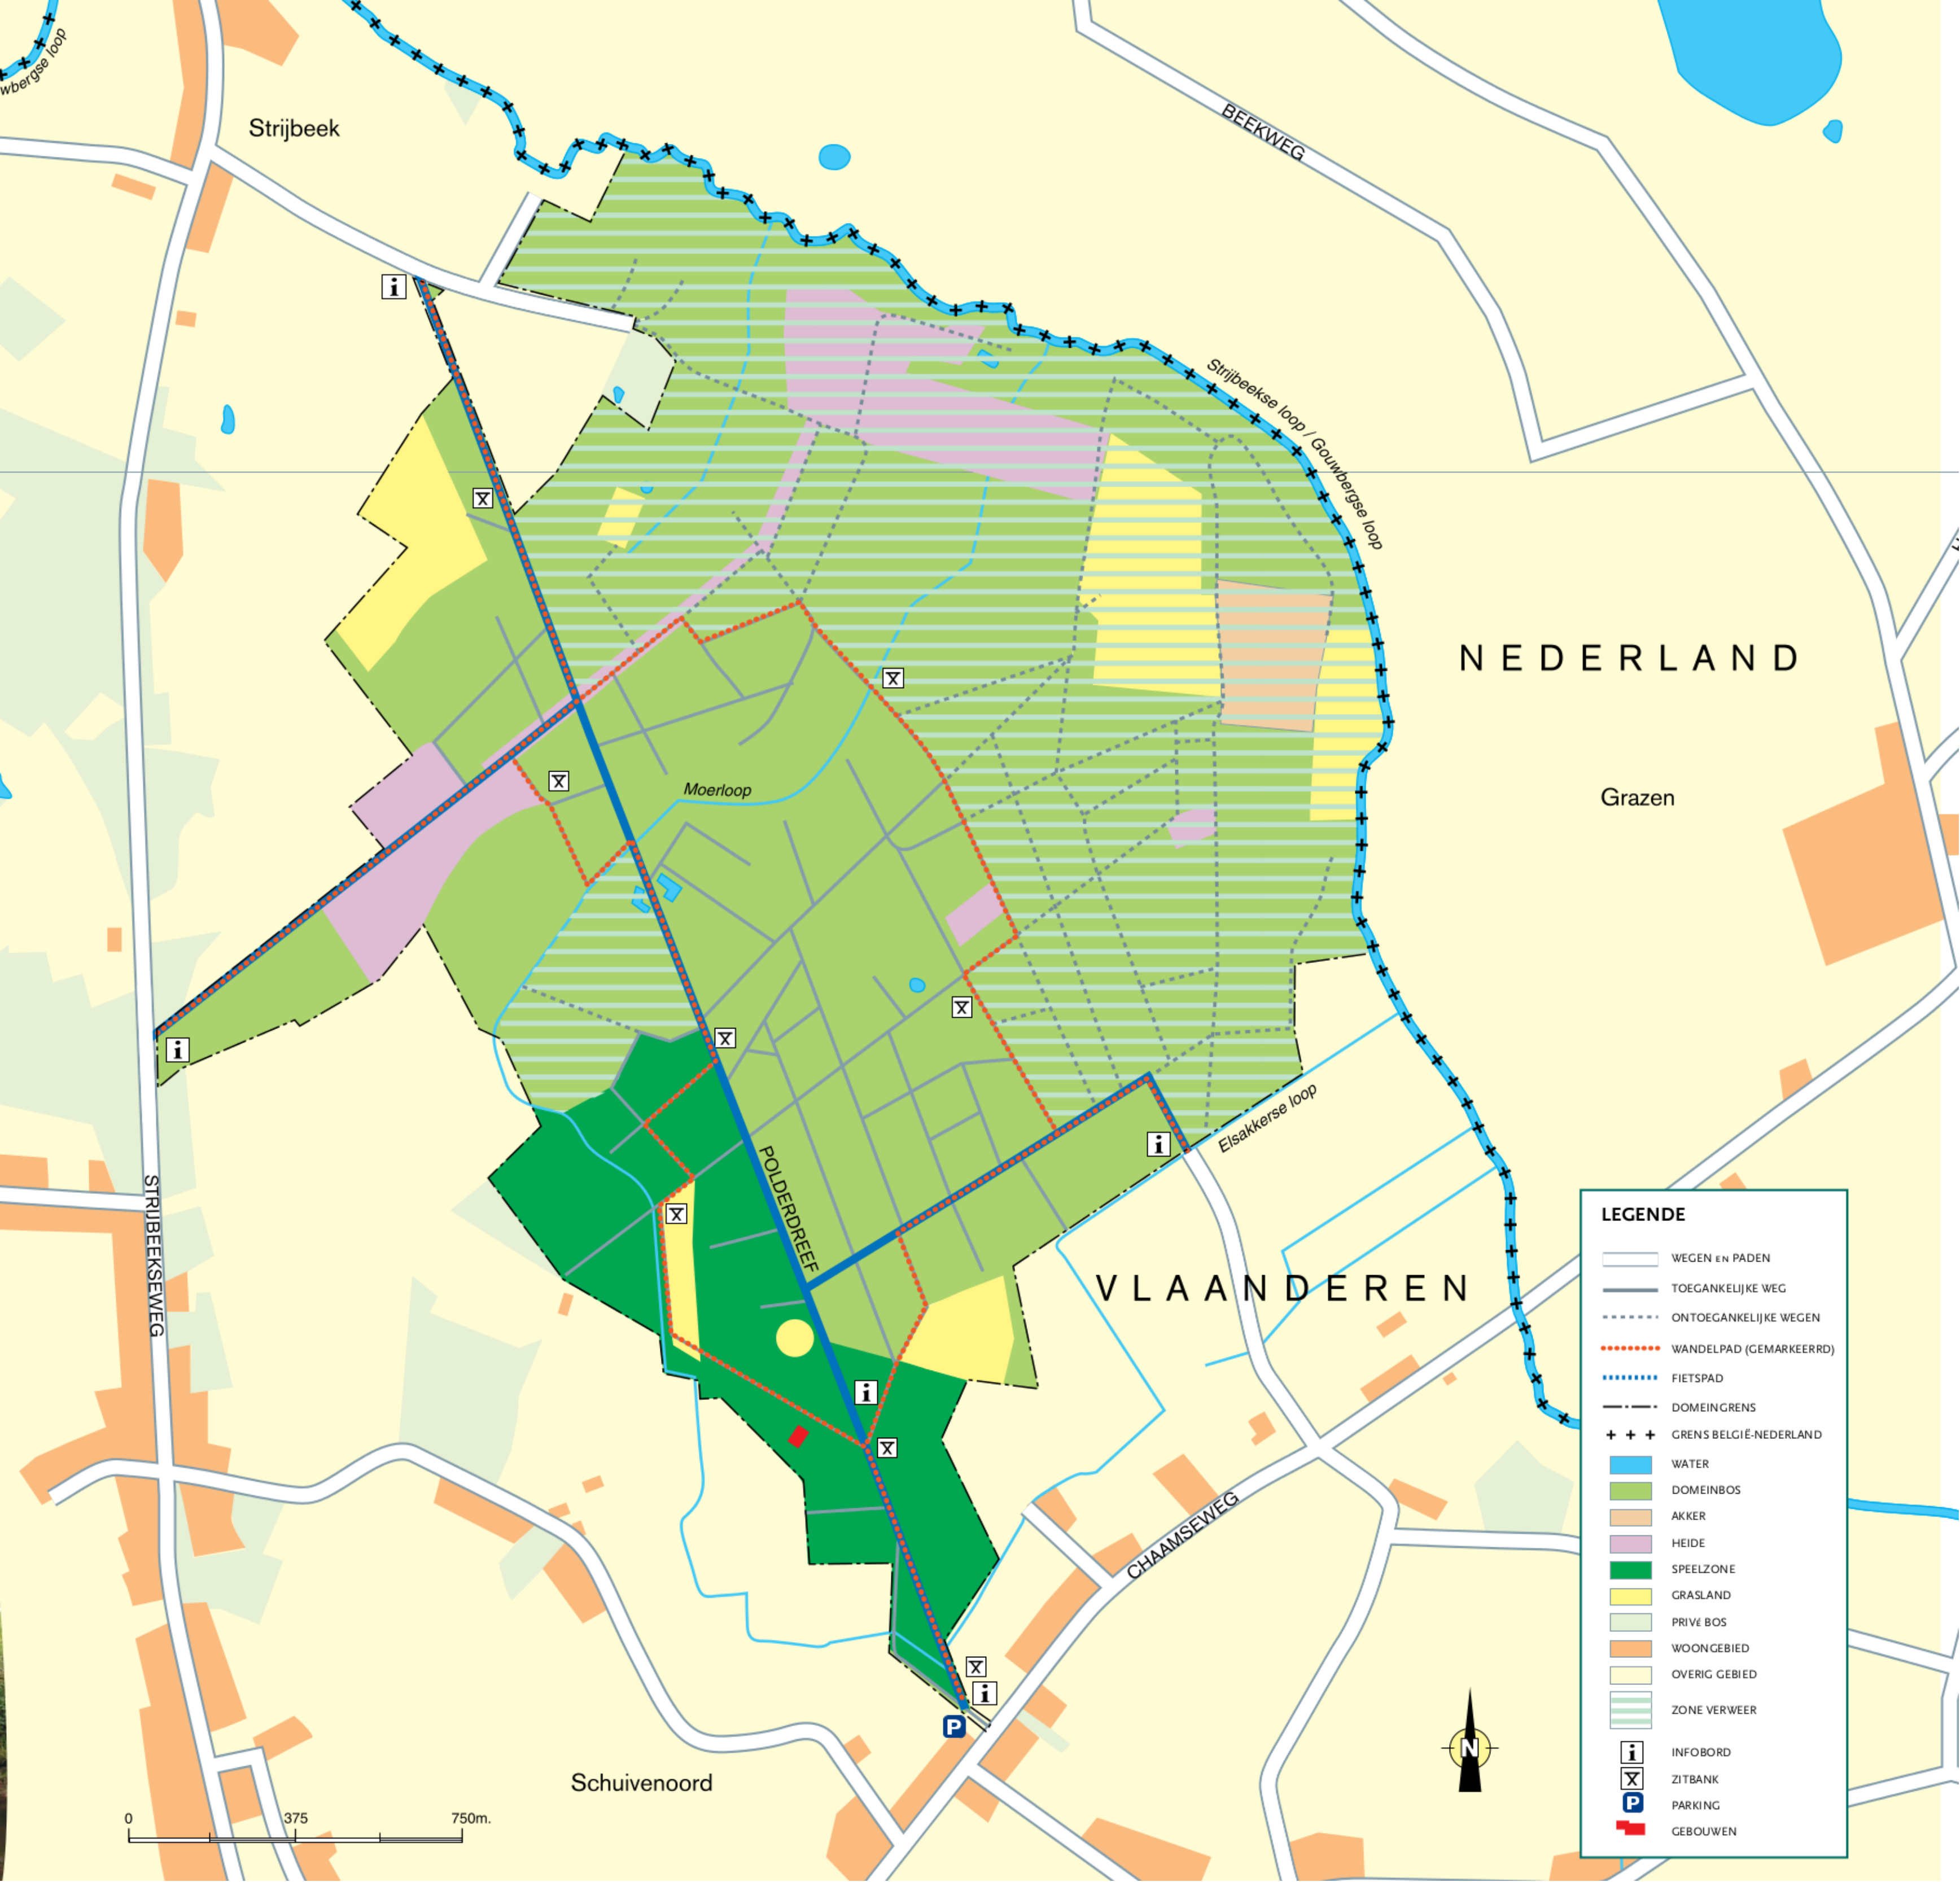 wbergse loop
Strijbeek
BEEKWEG
Strijbeekse loop / Gouwbergse loop
NEDERLAND
Grazen
Moerloop
Elsakkerse loop
POLDERDREEF
STRIJBEEKSEWEG
VLAANDEREN
CHAAMSEWEG
Schuivenoord
0 375 750m.
N
P
LEGENDE
WEGEN EN PADEN
TOEGANKELIJKE WEG
ONTOEGANKELIJKE WEGEN
WANDELPAD (GEMARKEERRD)
FIETSPAD
DOMEINGRENS
GRENS BELGIË-NEDERLAND
WATER
DOMEINBOS
AKKER
HEIDE
SPEELZONE
GRASLAND
PRIVé BOS
WOONGEBIED
OVERIG GEBIED
ZONE VERWEER
i INFOBORD
ZITBANK
P PARKING
GEBOUWEN